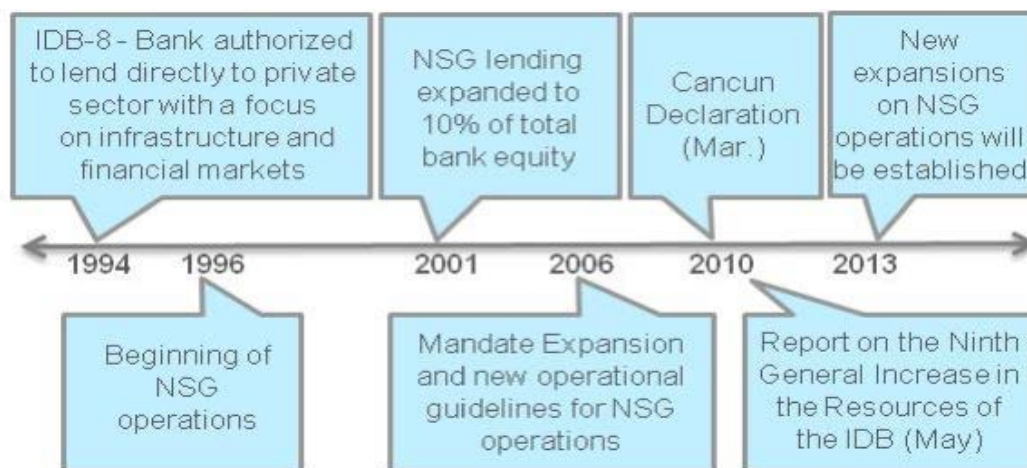 IDB-8 - Bank authorized
to lend directly to private
sector with a focus
on infrastructure and
financial markets
NSG lending
expanded to
10% of total
bank equity
Cancun
Declaration
(Mar.)
New
expansions
on NSG
operations will
be established
1994
1996
2001
2006
2010
2013
Beginning of
NSG
operations
Mandate Expansion
and new operational
guidelines for NSG
operations
Report on the Ninth
General Increase in
the Resources of
the IDB (May)